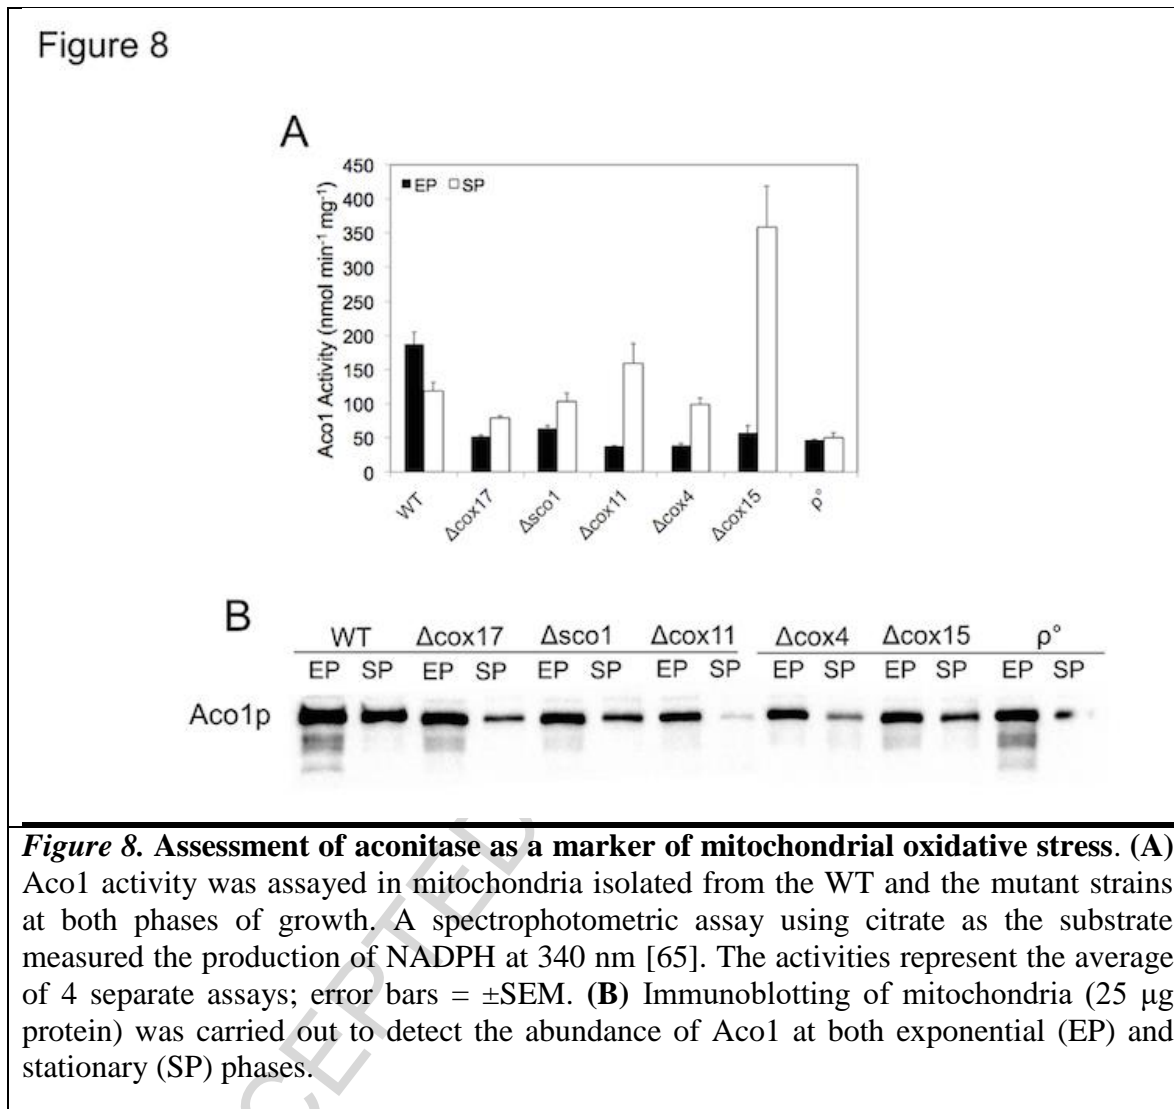 Figure 8
A
450
400
350
300
250
200
150
100
50
0
Aco1 Activity (nmol min⁻¹ mg⁻¹)
EP SP
WT Δcox17 Δsco1 Δcox11 Δcox4 Δcox15 ρ°
B
WT Δcox17 Δsco1 Δcox11 Δcox4 Δcox15 ρ°
EP SP EP SP EP SP EP SP EP SP EP SP EP SP
Aco1p
Figure 8. Assessment of aconitase as a marker of mitochondrial oxidative stress. (A)
Aco1 activity was assayed in mitochondria isolated from the WT and the mutant strains
at both phases of growth. A spectrophotometric assay using citrate as the substrate
measured the production of NADPH at 340 nm [65]. The activities represent the average
of 4 separate assays; error bars = ±SEM. (B) Immunoblotting of mitochondria (25 μg
protein) was carried out to detect the abundance of Aco1 at both exponential (EP) and
stationary (SP) phases.
CEPTED